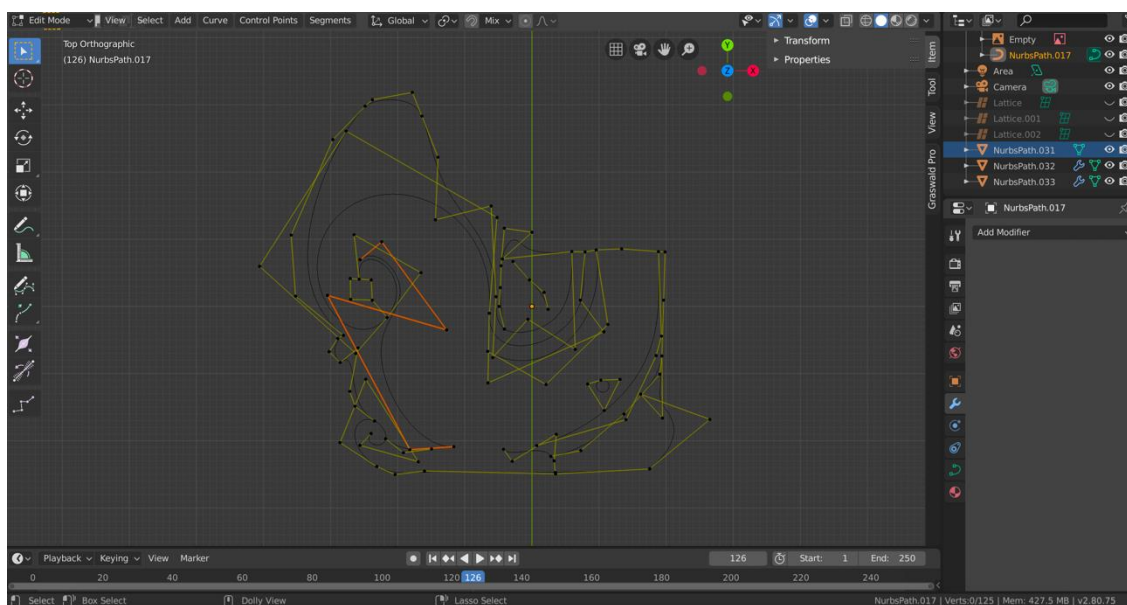 Edit Mode View Select Add Curve Control Points Segments Global Mix
Top Orthographic
(126) NurbsPath.017
Y
Z
X
Transform
Properties
Item
Tool
View
Graswald Pro
Empty
NurbsPath.017
Area
Camera
Lattice
Lattice.001
Lattice.002
NurbsPath.031
NurbsPath.032
NurbsPath.033
NurbsPath.017
Add Modifier
Playback Keying View Marker 126 Start: 1 End: 250
0 20 40 60 80 100 120 126 140 160 180 200 220 240
Select Box Select Dolly View Lasso Select NurbsPath.017 | Verts:0/125 | Mem: 427.5 MB | v2.80.75